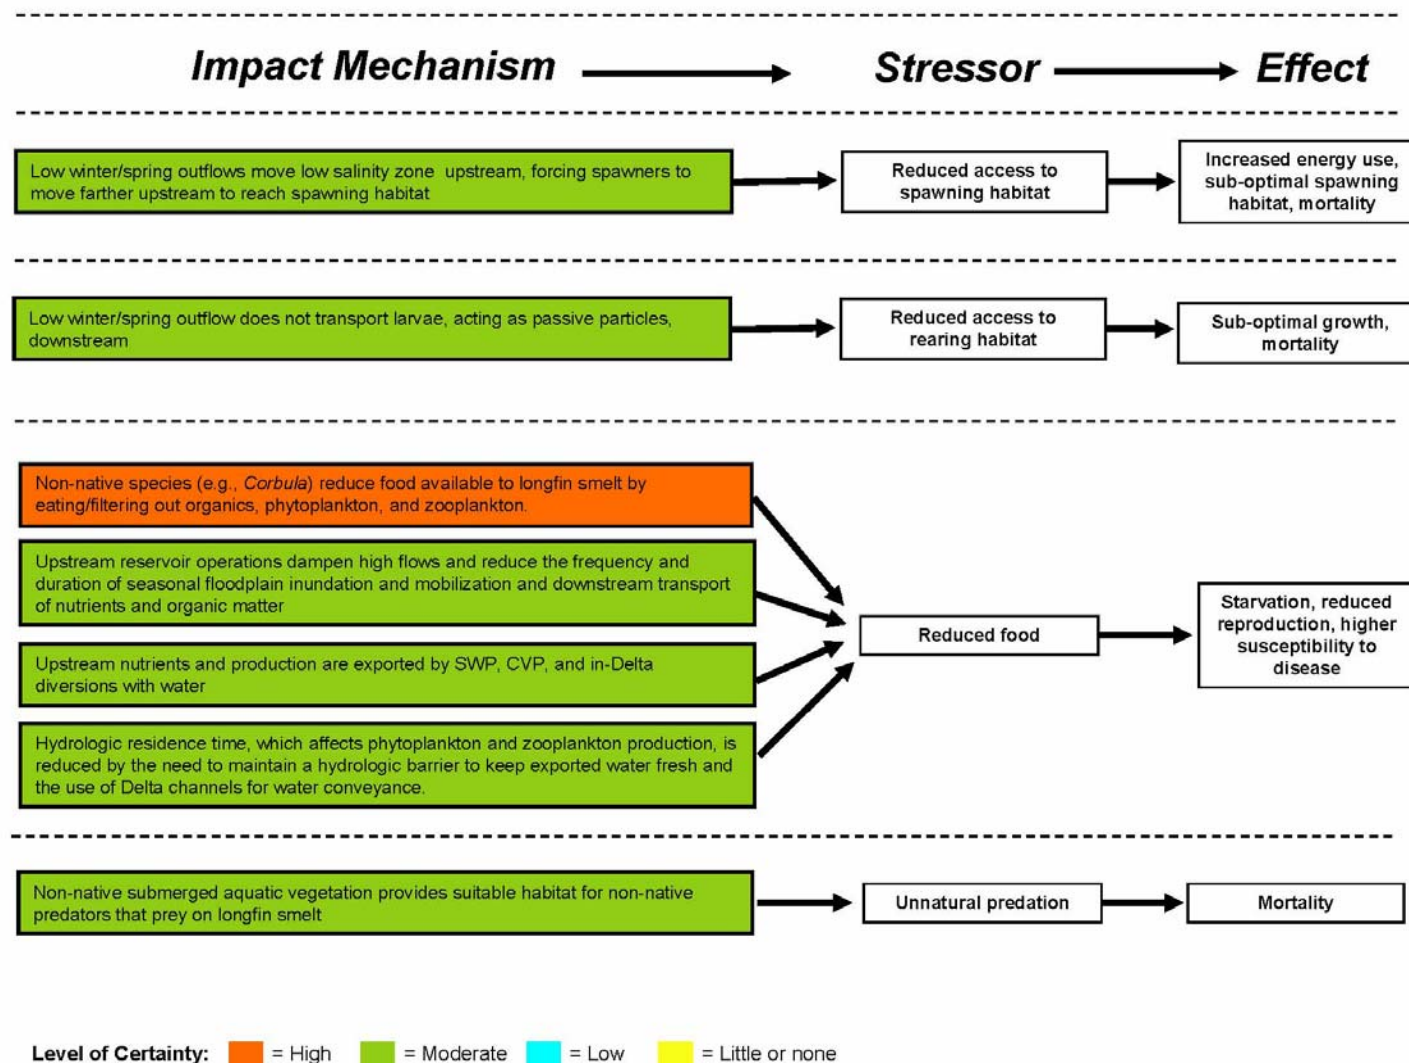 Impact Mechanism Stressor Effect
Low winter/spring outflows move low salinity zone upstream, forcing spawners to
move farther upstream to reach spawning habitat
Reduced access to
spawning habitat
Increased energy use,
sub-optimal spawning
habitat, mortality
Low winter/spring outflow does not transport larvae, acting as passive particles,
downstream
Reduced access to
rearing habitat
Sub-optimal growth,
mortality
Non-native species (e.g., Corbula) reduce food available to longfin smelt by
eating/filtering out organics, phytoplankton, and zooplankton.
Upstream reservoir operations dampen high flows and reduce the frequency and
duration of seasonal floodplain inundation and mobilization and downstream transport
of nutrients and organic matter
Upstream nutrients and production are exported by SWP, CVP, and in-Delta
diversions with water
Hydrologic residence time, which affects phytoplankton and zooplankton production, is
reduced by the need to maintain a hydrologic barrier to keep exported water fresh and
the use of Delta channels for water conveyance.
Reduced food
Starvation, reduced
reproduction, higher
susceptibility to
disease
Non-native submerged aquatic vegetation provides suitable habitat for non-native
predators that prey on longfin smelt
Unnatural predation
Mortality
Level of Certainty: = High = Moderate = Low = Little or none